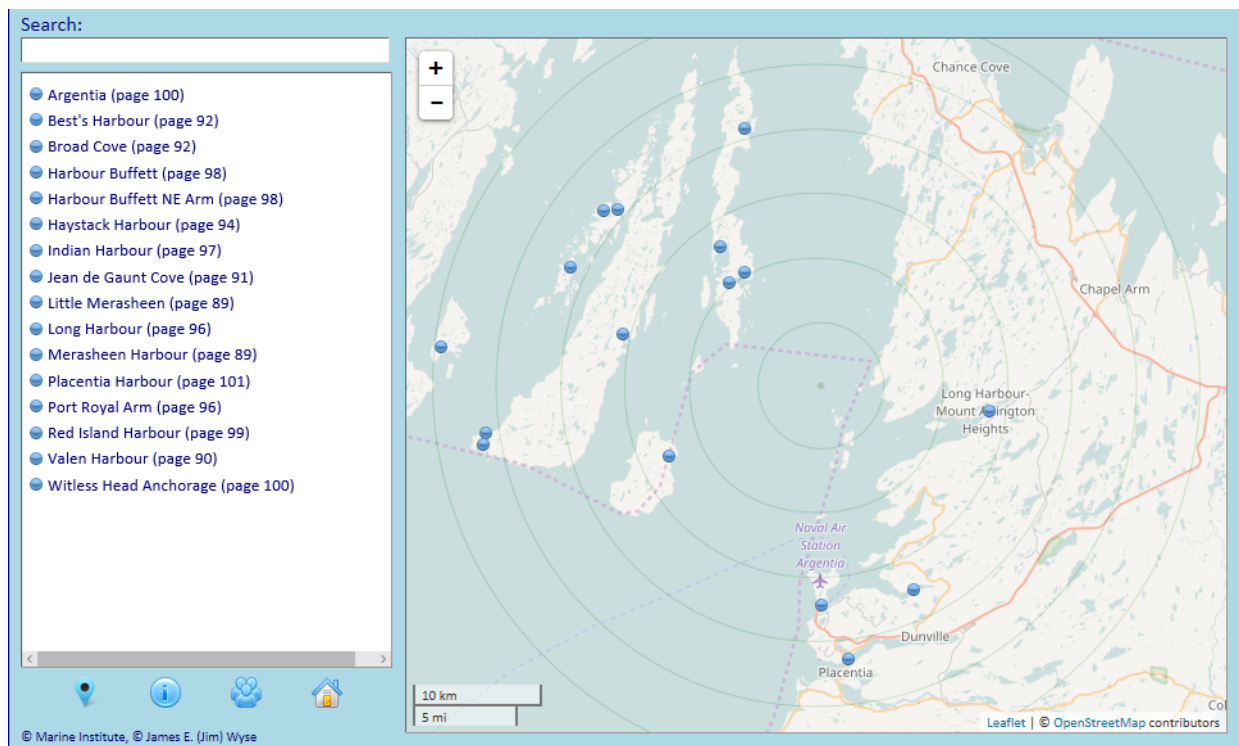 Search:
Argentia (page 100)
Best's Harbour (page 92)
Broad Cove (page 92)
Harbour Buffett (page 98)
Harbour Buffett NE Arm (page 98)
Haystack Harbour (page 94)
Indian Harbour (page 97)
Jean de Gaunt Cove (page 91)
Little Merasheen (page 89)
Long Harbour (page 96)
Merasheen Harbour (page 89)
Placentia Harbour (page 101)
Port Royal Arm (page 96)
Red Island Harbour (page 99)
Valen Harbour (page 90)
Witless Head Anchorage (page 100)
© Marine Institute, © James E. (Jim) Wyse
+
−
Chance Cove
Chapel Arm
Long Harbour-
Mount Arlington
Heights
Naval Air
Station
Argentia
Dunville
Placentia
Col
10 km
5 mi
Leaflet | © OpenStreetMap contributors